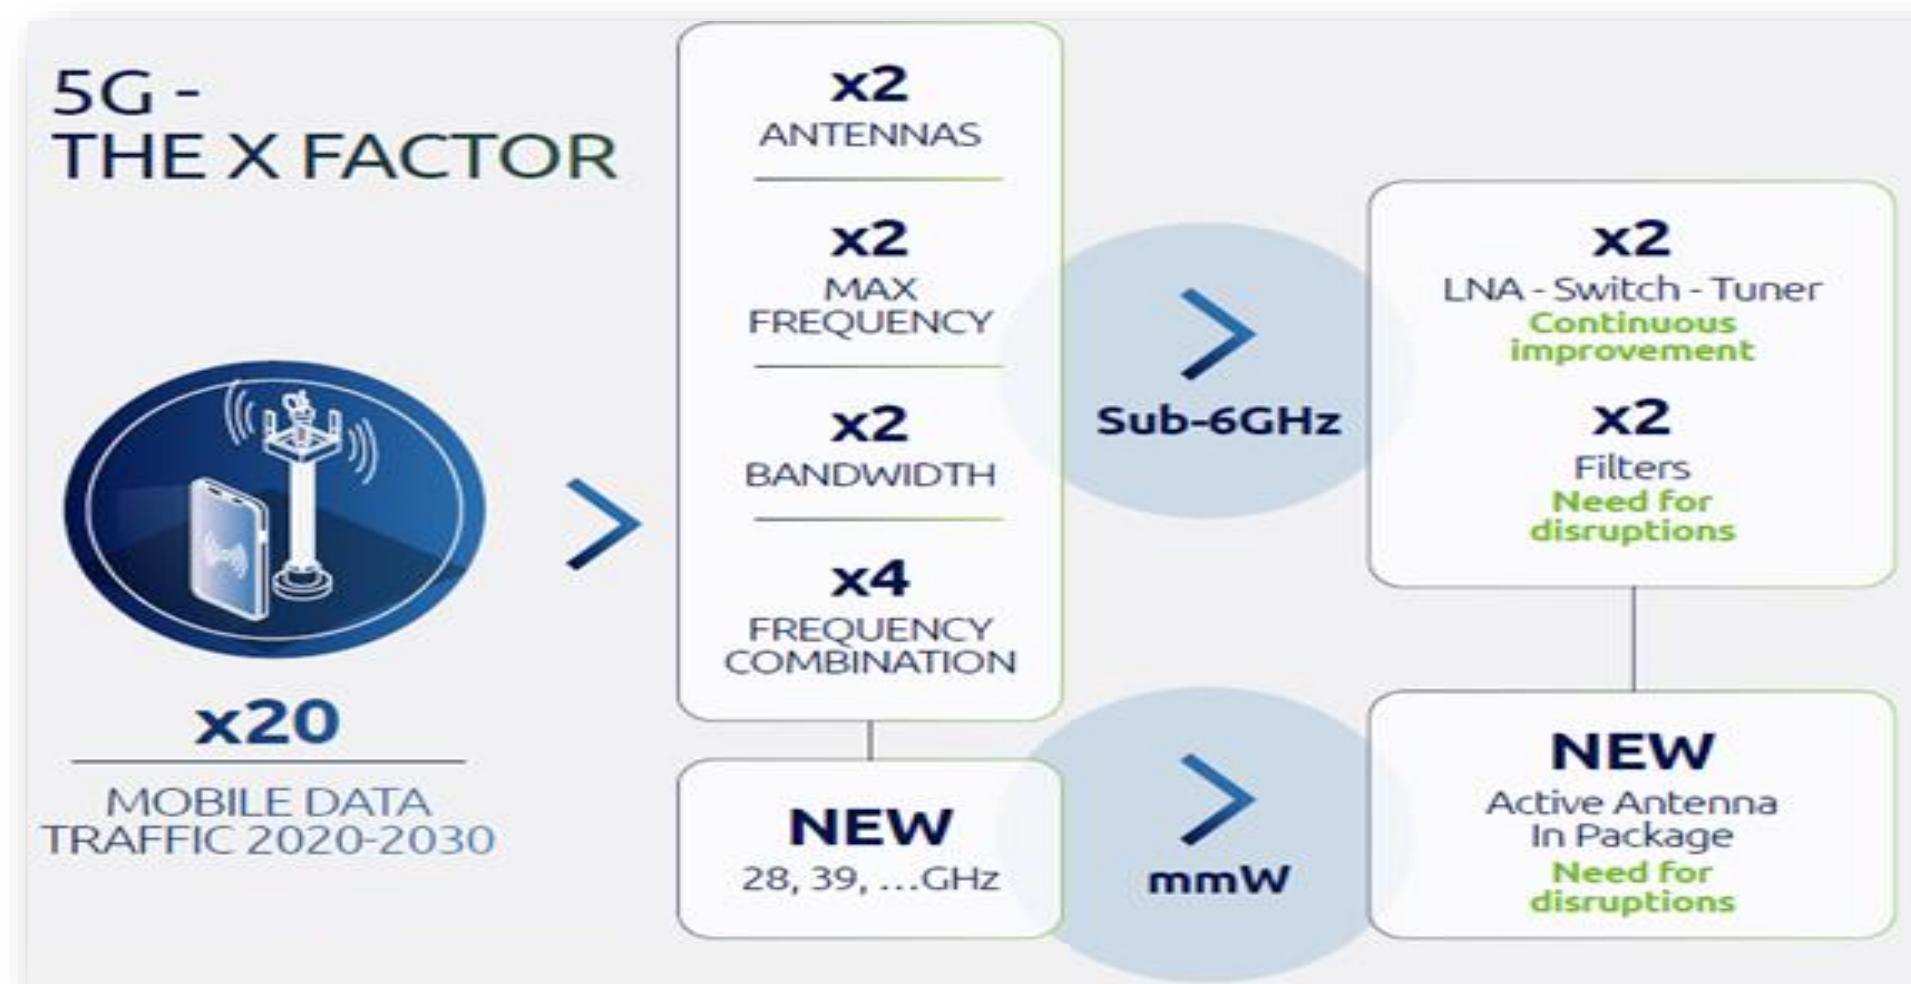 5G -
THE X FACTOR
x20
MOBILE DATA
TRAFFIC 2020-2030
x2
ANTENNAS
x2
MAX
FREQUENCY
x2
BANDWIDTH
x4
FREQUENCY
COMBINATION
NEW
28, 39, ...GHz
Sub-6GHz
mmW
x2
LNA - Switch - Tuner
Continuous
improvement
x2
Filters
Need for
disruptions
NEW
Active Antenna
In Package
Need for
disruptions